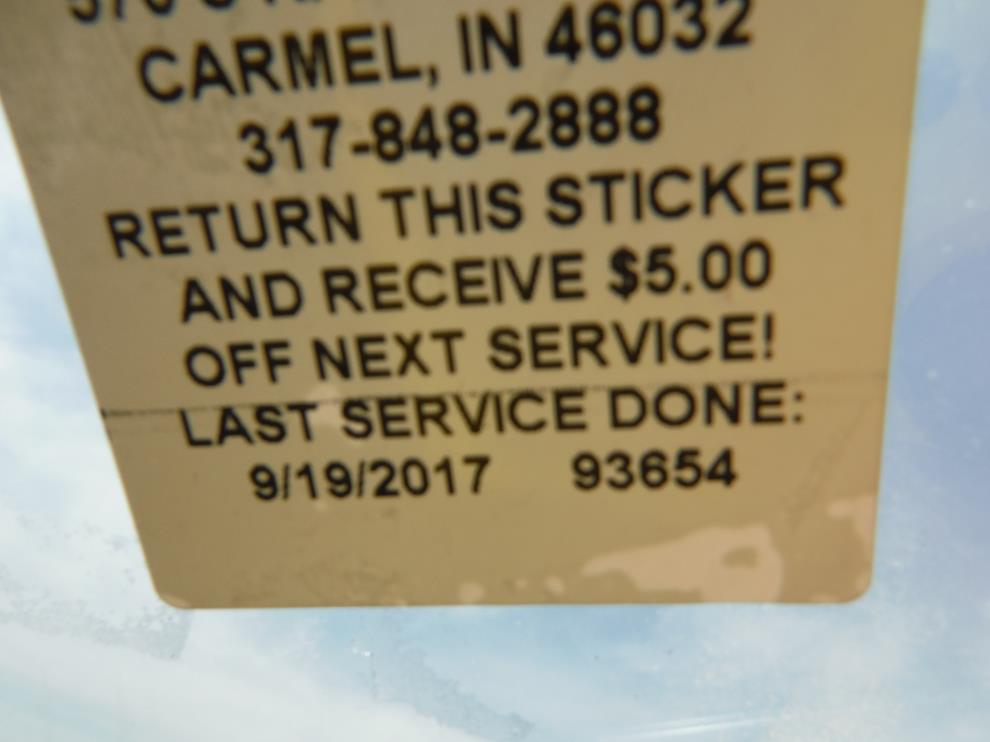 CARMEL, IN 46032
317-848-2888
RETURN THIS STICKER
AND RECEIVE $5.00
OFF NEXT SERVICE!
LAST SERVICE DONE:
9/19/2017 93654